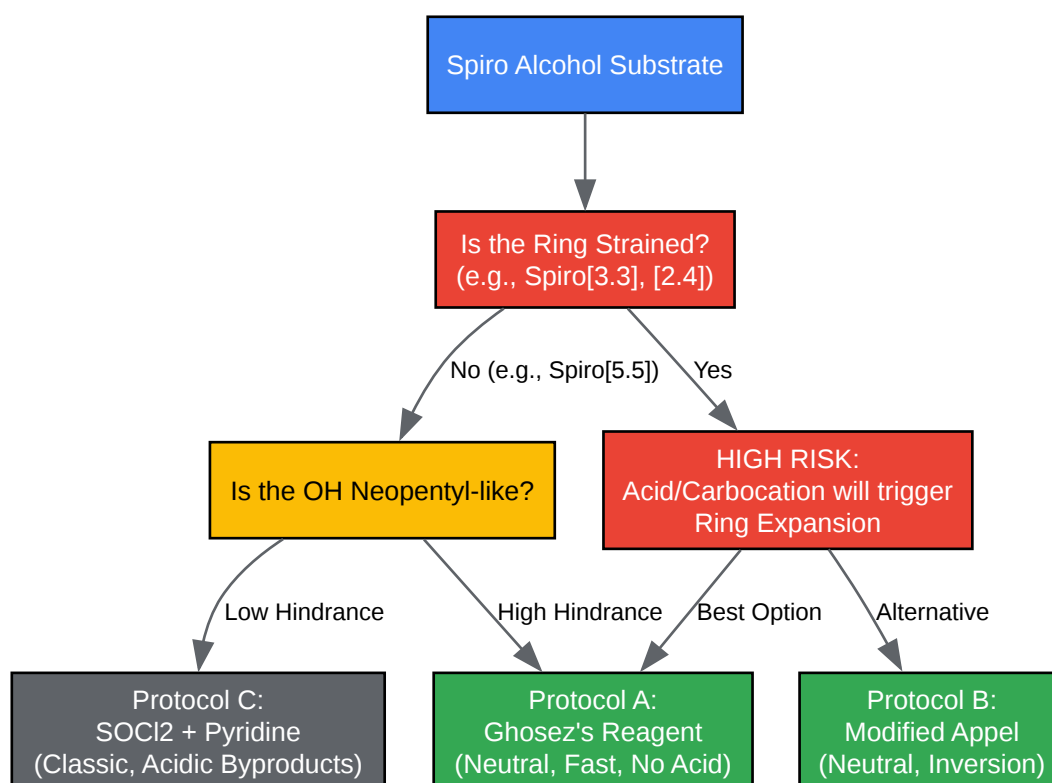 Spiro Alcohol Substrate
Is the Ring Strained?
(e.g., Spiro[3.3], [2.4])
No (e.g., Spiro[5.5])
Yes
Is the OH Neopentyl-like?
HIGH RISK:
Acid/Carbocation will trigger
Ring Expansion
Low Hindrance
High Hindrance
Best Option
Alternative
Protocol C:
SOCl2 + Pyridine
(Classic, Acidic Byproducts)
Protocol A:
Ghosez's Reagent
(Neutral, Fast, No Acid)
Protocol B:
Modified Appel
(Neutral, Inversion)